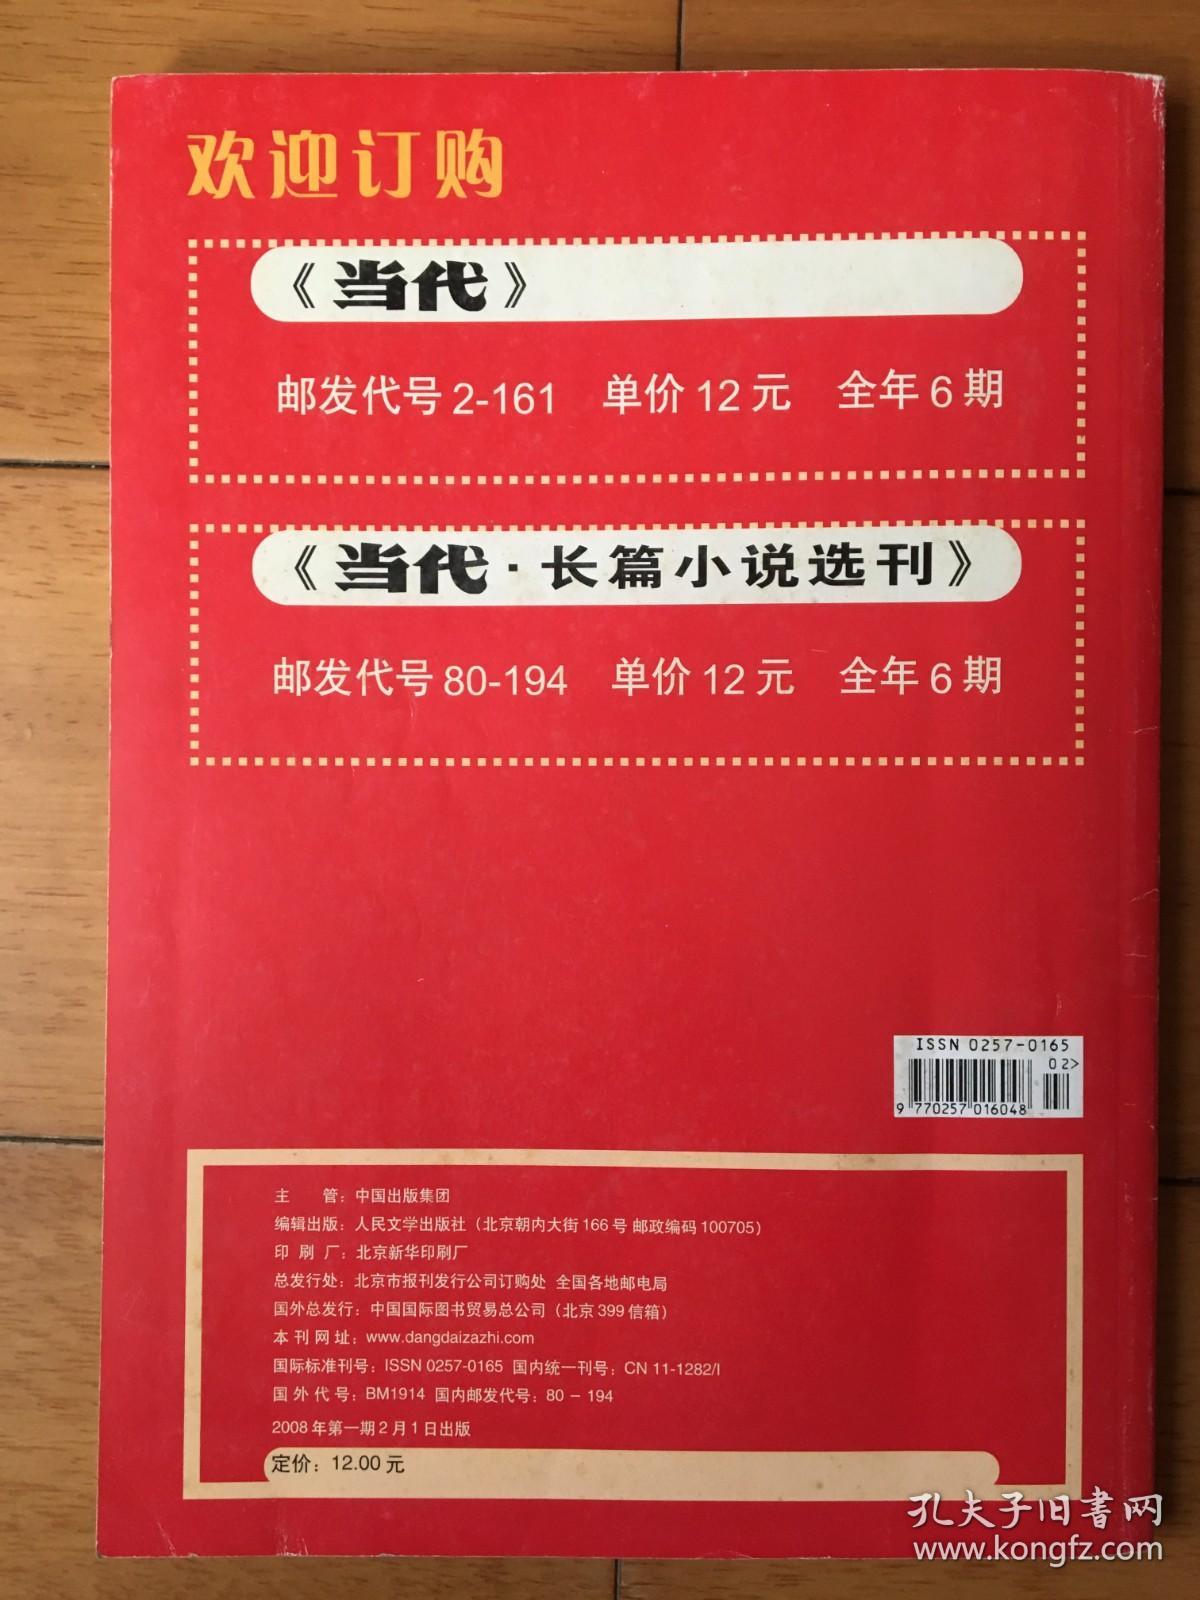 欢迎订购
《当代》
邮发代号 2-161 单价 12 元 全年 6 期
《当代·长篇小说选刊》
邮发代号 80-194 单价 12 元 全年 6 期
ISSN 0257-0165
02>
9 770257 016048
主 管：中国出版集团
编辑出版：人民文学出版社（北京朝内大街 166 号 邮政编码 100705）
印 刷 厂：北京新华印刷厂
总发行处：北京市报刊发行公司订购处 全国各地邮电局
国外总发行：中国国际图书贸易总公司（北京 399 信箱）
本 刊 网 址：www.dangdaizazhi.com
国际标准刊号：ISSN 0257-0165 国内统一刊号：CN 11-1282/I
国 外 代 号：BM1914 国内邮发代号：80 – 194
2008 年第一期 2 月 1 日出版
定价：12.00 元
孔夫子旧书网
www.kongfz.com